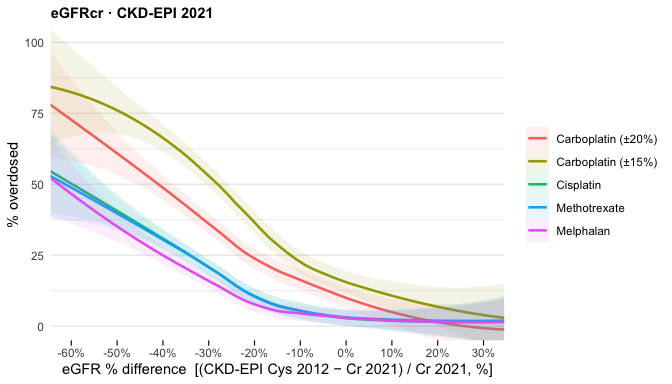 eGFRcr · CKD-EPI 2021
% overdosed
100
75
50
25
0
-60%
-50%
-40%
-30%
-20%
-10%
0%
10%
20%
30%
eGFR % difference [(CKD-EPI Cys 2012 − Cr 2021) / Cr 2021, %]
Carboplatin (±20%)
Carboplatin (±15%)
Cisplatin
Methotrexate
Melphalan